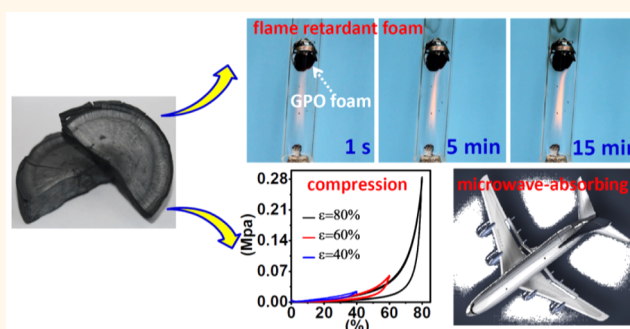 flame retardant foam
GPO foam
1 s
5 min
15 min
compression
microwave-absorbing
0.28
0.21
0.14
0.07
0.00
(Mpa)
ε=80%
ε=60%
ε=40%
0 20 40 60 80
(%)